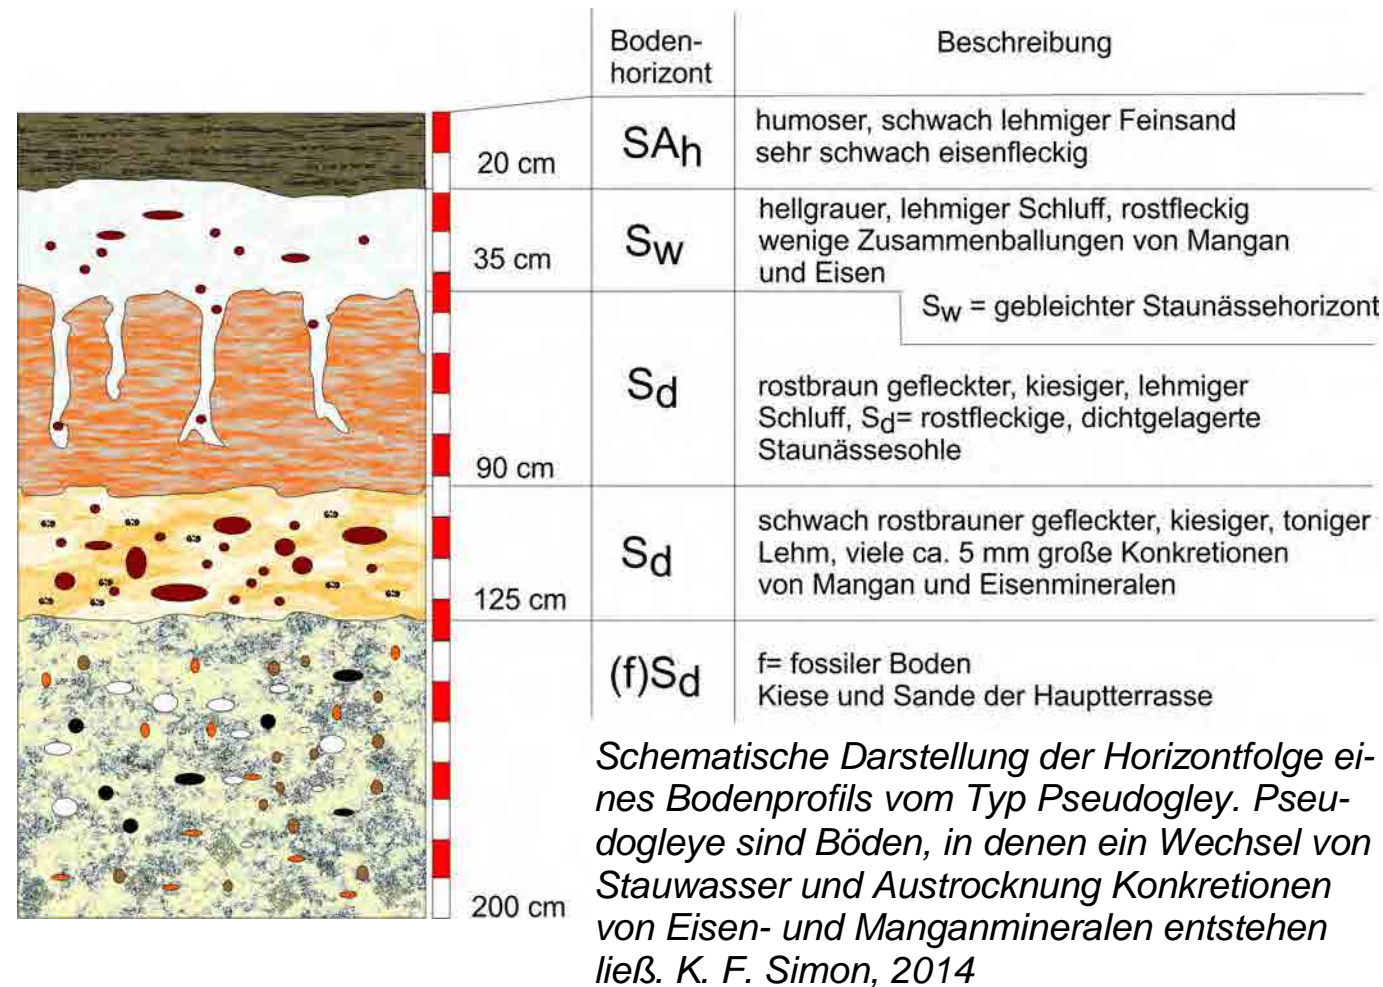 Boden-
horizont
Beschreibung
20 cm
SAh
humoser, schwach lehmiger Feinsand
sehr schwach eisenfleckig
35 cm
Sw
hellgrauer, lehmiger Schluff, rostfleckig
wenige Zusammenballungen von Mangan
und Eisen
Sw = gebleichter Staunässehorizont
90 cm
Sd
rostbraun gefleckter, kiesiger, lehmiger
Schluff, Sd= rostfleckige, dichtgelagerte
Staunässesohle
125 cm
Sd
schwach rostbrauner gefleckter, kiesiger, toniger
Lehm, viele ca. 5 mm große Konkretionen
von Mangan und Eisenmineralen
200 cm
(f)Sd
f= fossiler Boden
Kiese und Sande der Hauptterrasse
Schematische Darstellung der Horizontfolge ei-
nes Bodenprofils vom Typ Pseudogley. Pseu-
dogleye sind Böden, in denen ein Wechsel von
Stauwasser und Austrocknung Konkretionen
von Eisen- und Manganmineralen entstehen
ließ. K. F. Simon, 2014